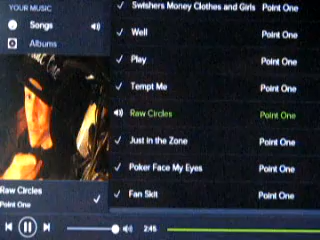 YOUR MUSIC
Songs
Albums
Swishers Money Clothes and Girls Point One
Well Point One
Play Point One
Tempt Me Point One
Raw Circles Point One
Just in the Zone Point One
Poker Face My Eyes Point One
Fan Skit Point One
Raw Circles
Point One
2:45